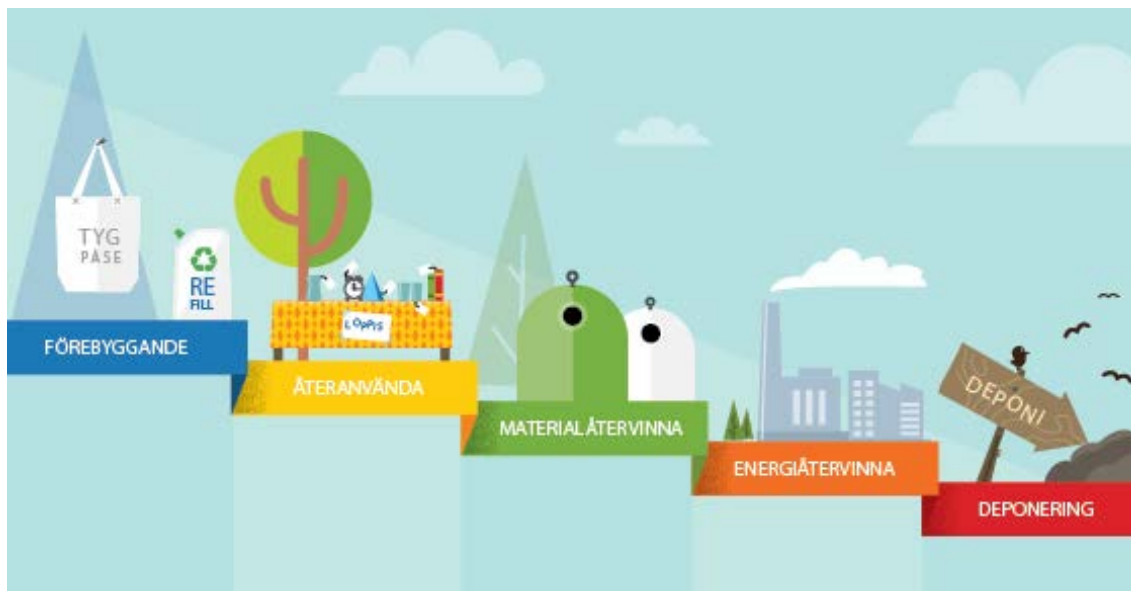 TYG
PÅSE
RE
FILL
FÖREBYGGANDE
LOPPIS
ÅTERANVÄNDA
MATERIALÅTERVINNA
ENERGIÅTERVINNA
DEPONI
DEPONERING